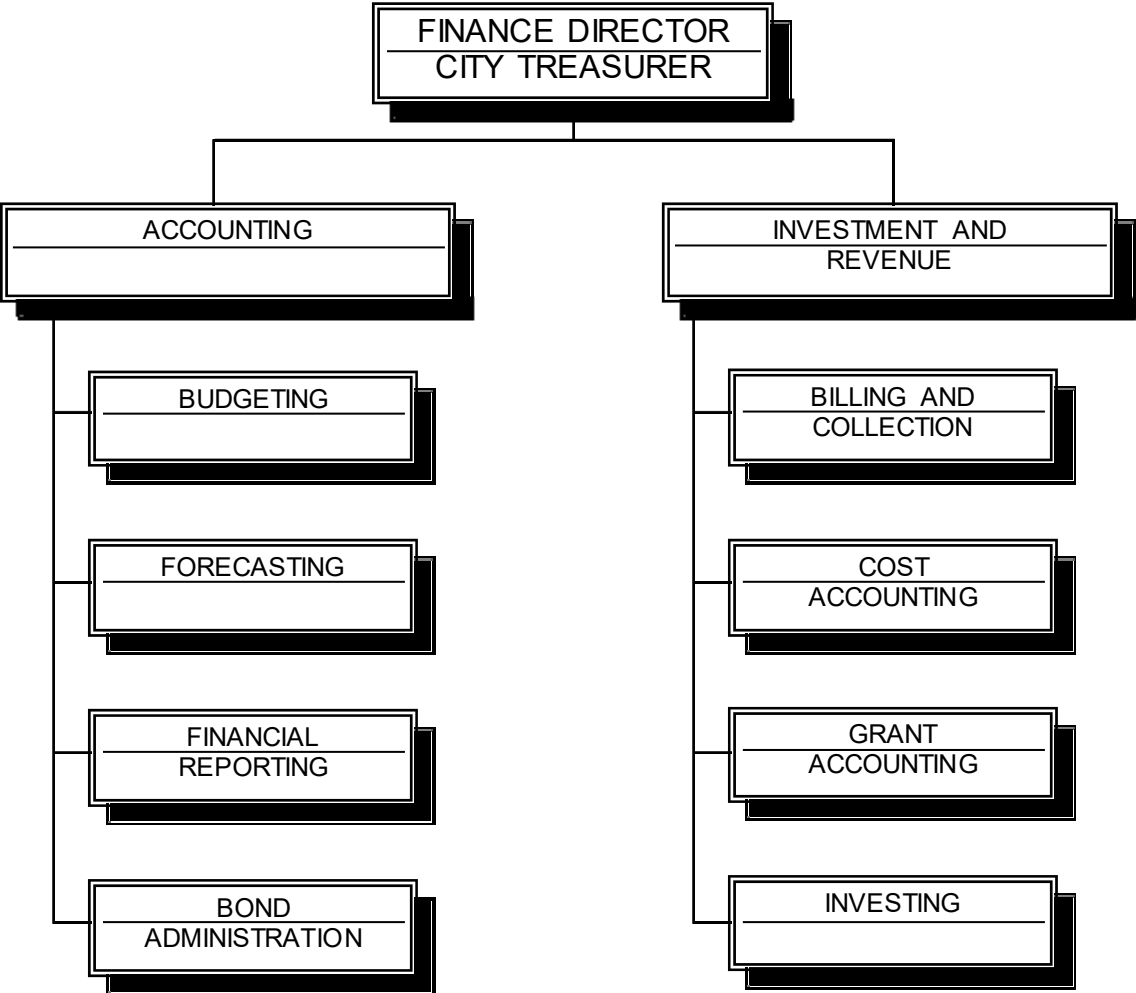 FINANCE DIRECTOR
CITY TREASURER
ACCOUNTING
BUDGETING
FORECASTING
FINANCIAL
REPORTING
BOND
ADMINISTRATION
INVESTMENT AND
REVENUE
BILLING AND
COLLECTION
COST
ACCOUNTING
GRANT
ACCOUNTING
INVESTING